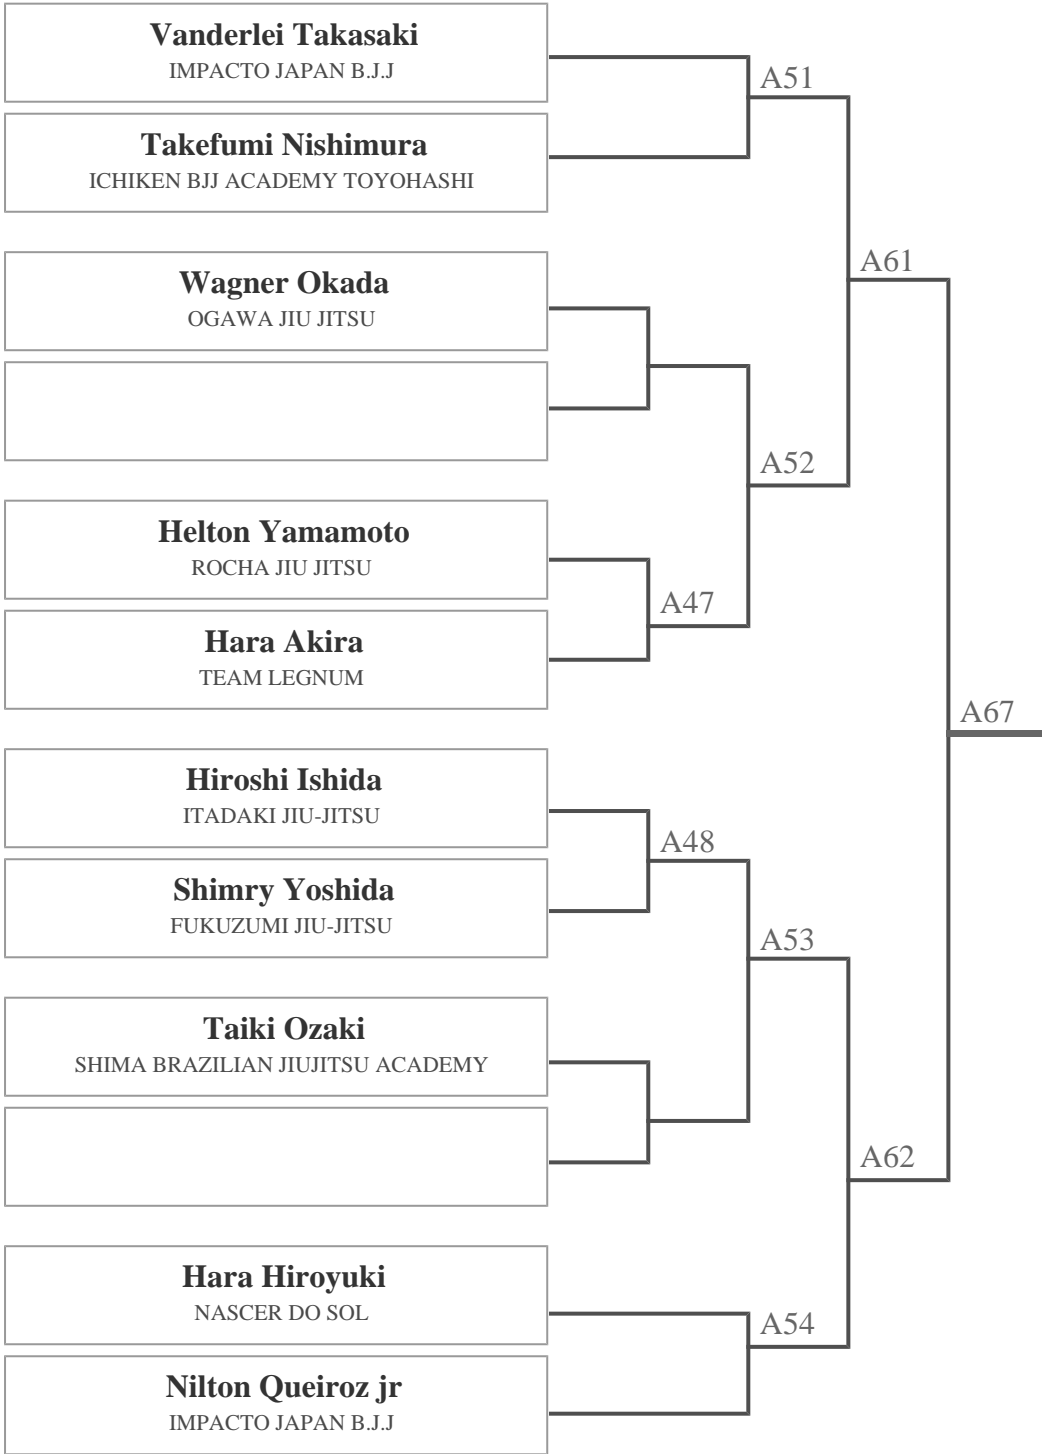 Vanderlei Takasaki
IMPACTO JAPAN B.J.J
A51
Takefumi Nishimura
ICHIKEN BJJ ACADEMY TOYOHASHI
A61
Wagner Okada
OGAWA JIU JITSU
A52
Helton Yamamoto
ROCHA JIU JITSU
A47
Hara Akira
TEAM LEGNUM
A67
Hiroshi Ishida
ITADAKI JIU-JITSU
A48
Shimry Yoshida
FUKUZUMI JIU-JITSU
A53
Taiki Ozaki
SHIMA BRAZILIAN JIUJITSU ACADEMY
A62
Hara Hiroyuki
NASCER DO SOL
A54
Nilton Queiroz jr
IMPACTO JAPAN B.J.J